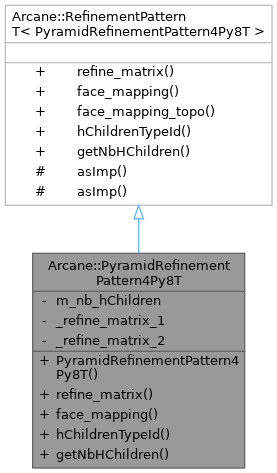 Arcane::RefinementPattern
T< PyramidRefinementPattern4Py8T >
+ refine_matrix()
+ face_mapping()
+ face_mapping_topo()
+ hChildrenTypeId()
+ getNbHChildren()
# asImp()
# asImp()
Arcane::PyramidRefinement
Pattern4Py8T
- m_nb_hChildren
- _refine_matrix_1
- _refine_matrix_2
+ PyramidRefinementPattern4
Py8T()
+ refine_matrix()
+ face_mapping()
+ hChildrenTypeId()
+ getNbHChildren()